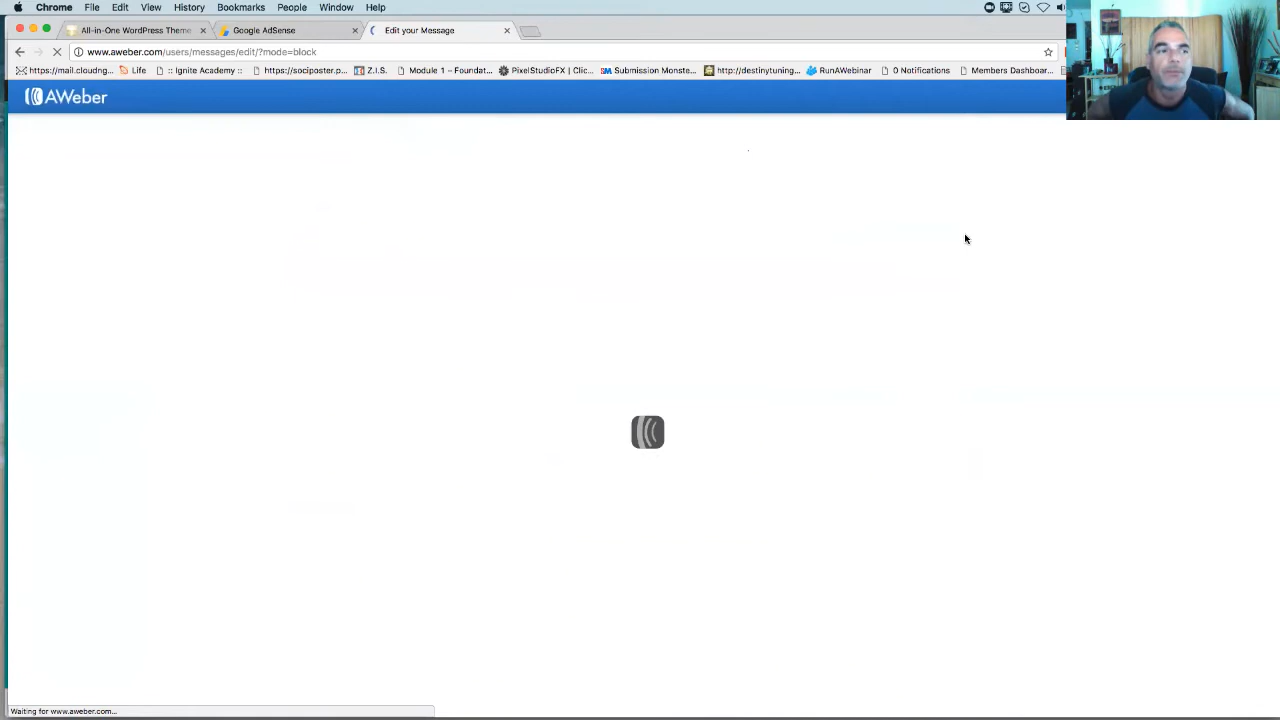 Chrome File Edit View History Bookmarks People Window Help
All-in-One WordPress Theme Google AdSense Edit your Message
www.aweber.com/users/messages/edit/?mode=block
https://mail.cloudng... Life :: Ignite Academy :: https://sociposter.p... Z.I.S. Module 1 – Foundat... PixelStudioFX | Clic... Submission Monste... http://destinytuning... RunAWebinar 0 Notifications Members Dashboar...
AWeber
Waiting for www.aweber.com...